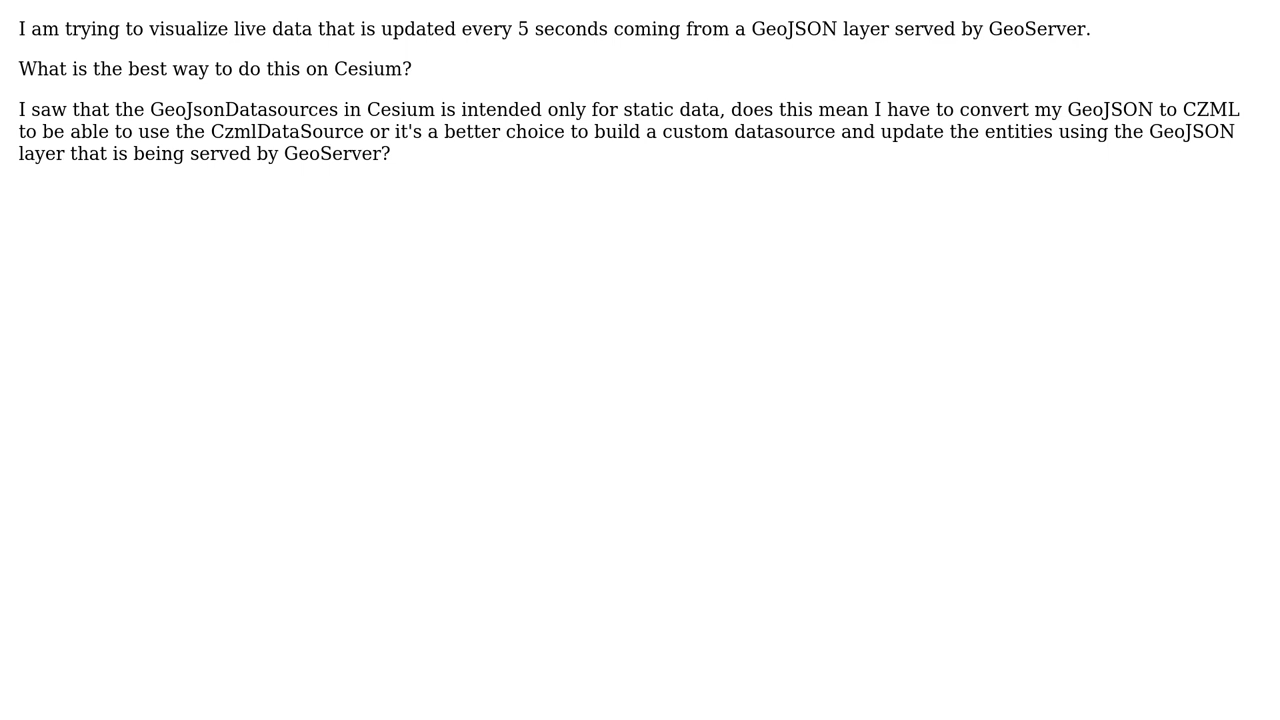 I am trying to visualize live data that is updated every 5 seconds coming from a GeoJSON layer served by GeoServer.
What is the best way to do this on Cesium?
I saw that the GeoJsonDatasources in Cesium is intended only for static data, does this mean I have to convert my GeoJSON to CZML
to be able to use the CzmlDataSource or it's a better choice to build a custom datasource and update the entities using the GeoJSON
layer that is being served by GeoServer?